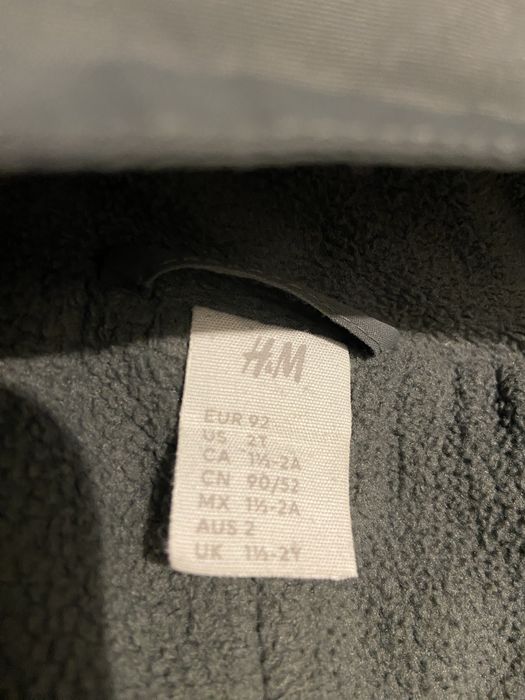 H&M
EUR 92
US 2T
CA 1½-2A
CN 90/52
MX 1½-2A
AUS 2
UK 1½-2Y